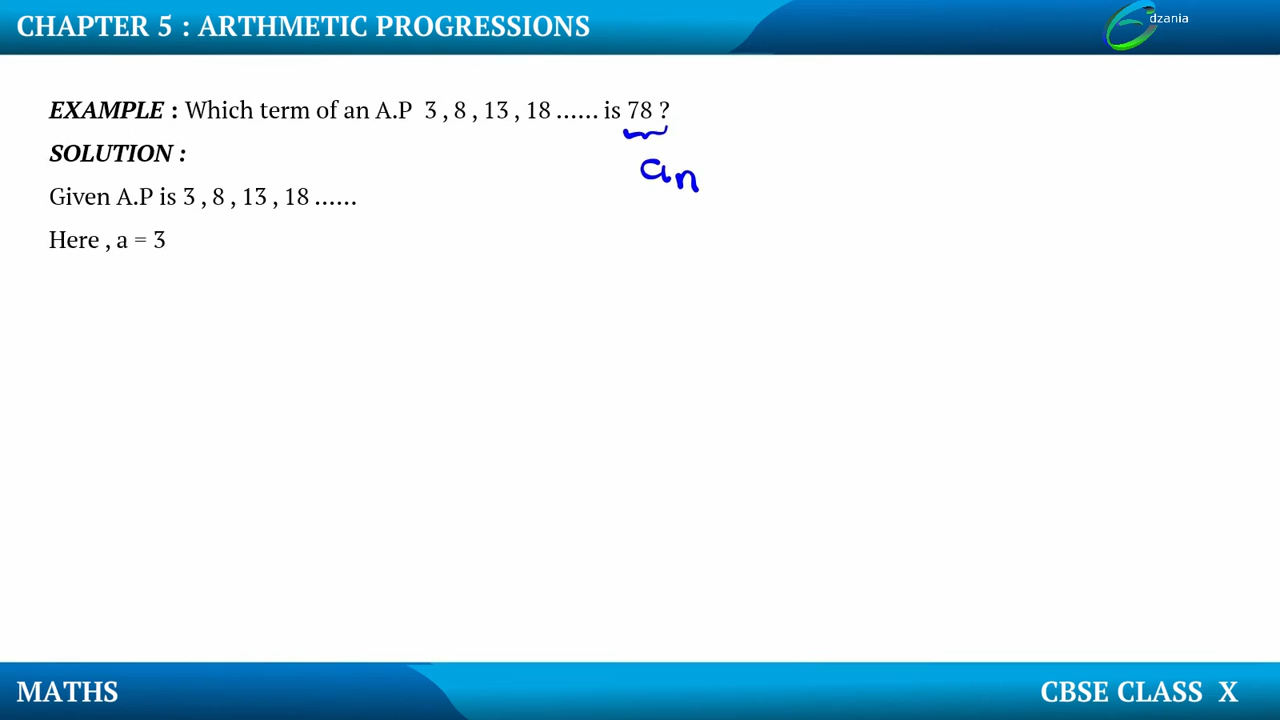 CHAPTER 5 : ARTHMETIC PROGRESSIONS
Edzania
EXAMPLE : Which term of an A.P 3 , 8 , 13 , 18 ...... is 78 ?
an
SOLUTION :
Given A.P is 3 , 8 , 13 , 18 ......
Here , a = 3
MATHS
CBSE CLASS X